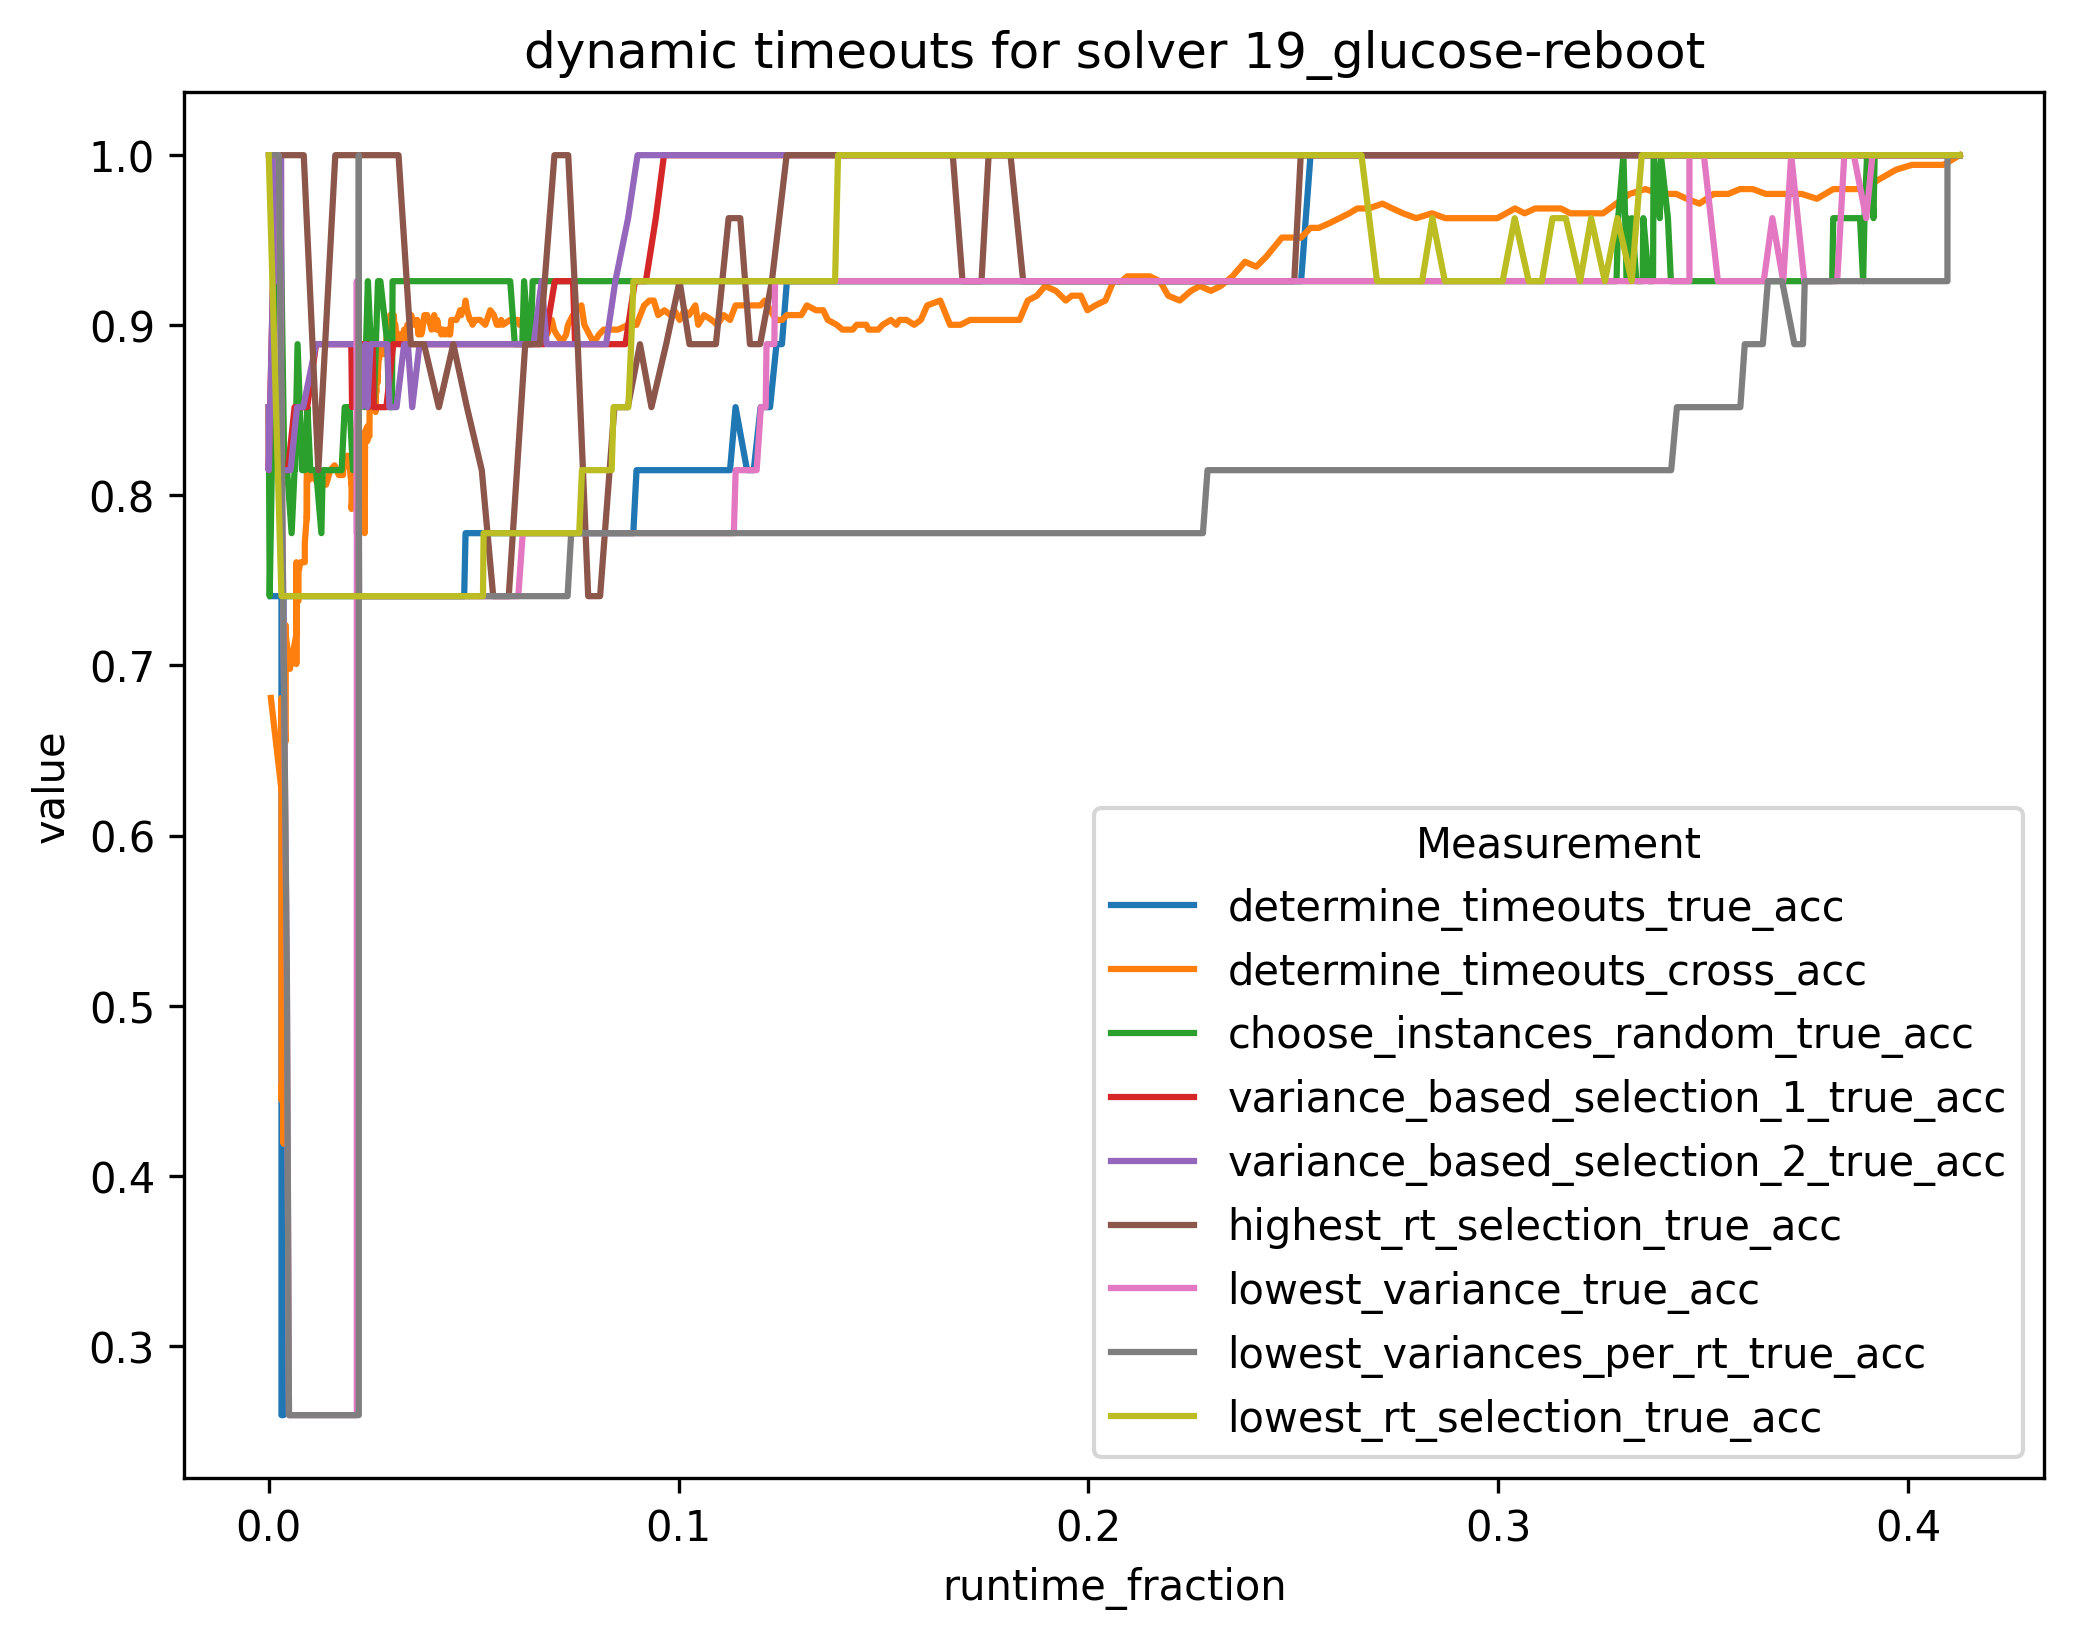 dynamic timeouts for solver 19_glucose-reboot
1.0
0.9
0.8
0.7
0.6
0.5
0.4
0.3
value
Measurement
determine_timeouts_true_acc
determine_timeouts_cross_acc
choose_instances_random_true_acc
variance_based_selection_1_true_acc
variance_based_selection_2_true_acc
highest_rt_selection_true_acc
lowest_variance_true_acc
lowest_variances_per_rt_true_acc
lowest_rt_selection_true_acc
0.0 0.1 0.2 0.3 0.4
runtime_fraction